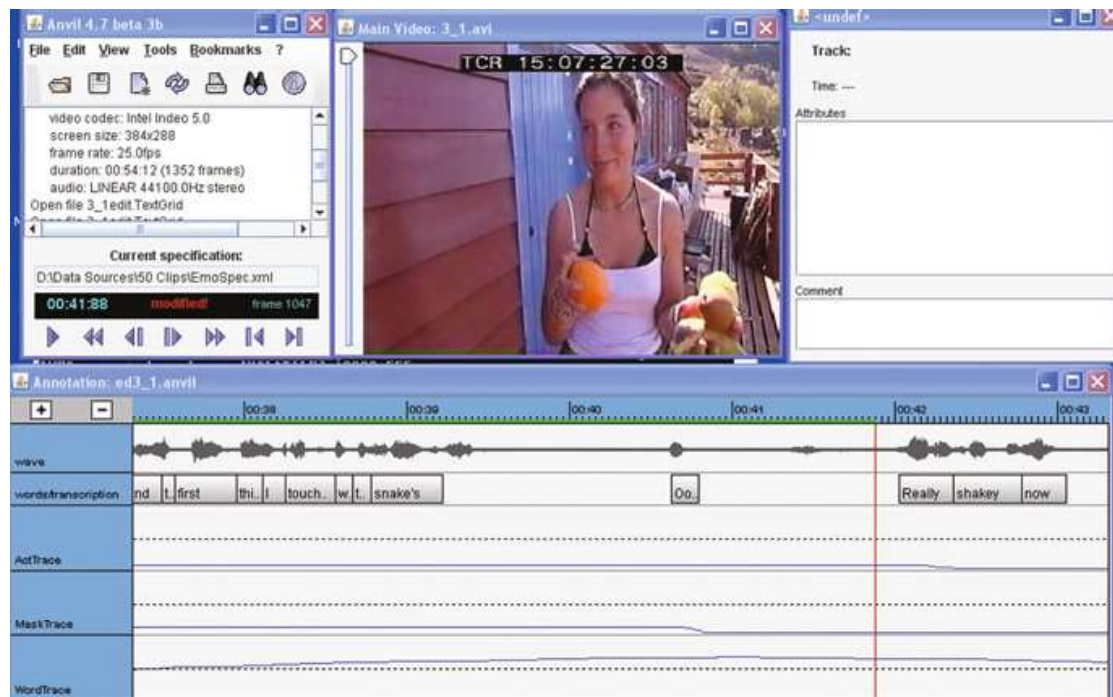 Anvil 4.7 beta 3b
File Edit View Tools Bookmarks ?
video codec: Intel Indeo 5.0
screen size: 384x288
frame rate: 25.0fps
duration: 00:54:12 (1352 frames)
audio: LINEAR 44100.0Hz stereo
Open file 3_1edit.TextGrid
Current specification:
D:\Data Sources\50 Clips\EmoSpec.xml
00:41:88 modified! frame 1047
Main Video: 3_1.avi
TCR 15:07:27:03
<undef>
Track:
Time: ---
Attributes
Comment
Annotation: ed3_1.anvil
+ - 00:38 00:39 00:40 00:41 00:42 00:43
wave
words/transcription nd t.. first thi.. I touch.. w.. t.. snake's Oo.. Really shakey now
ActTrace
MaskTrace
WordTrace